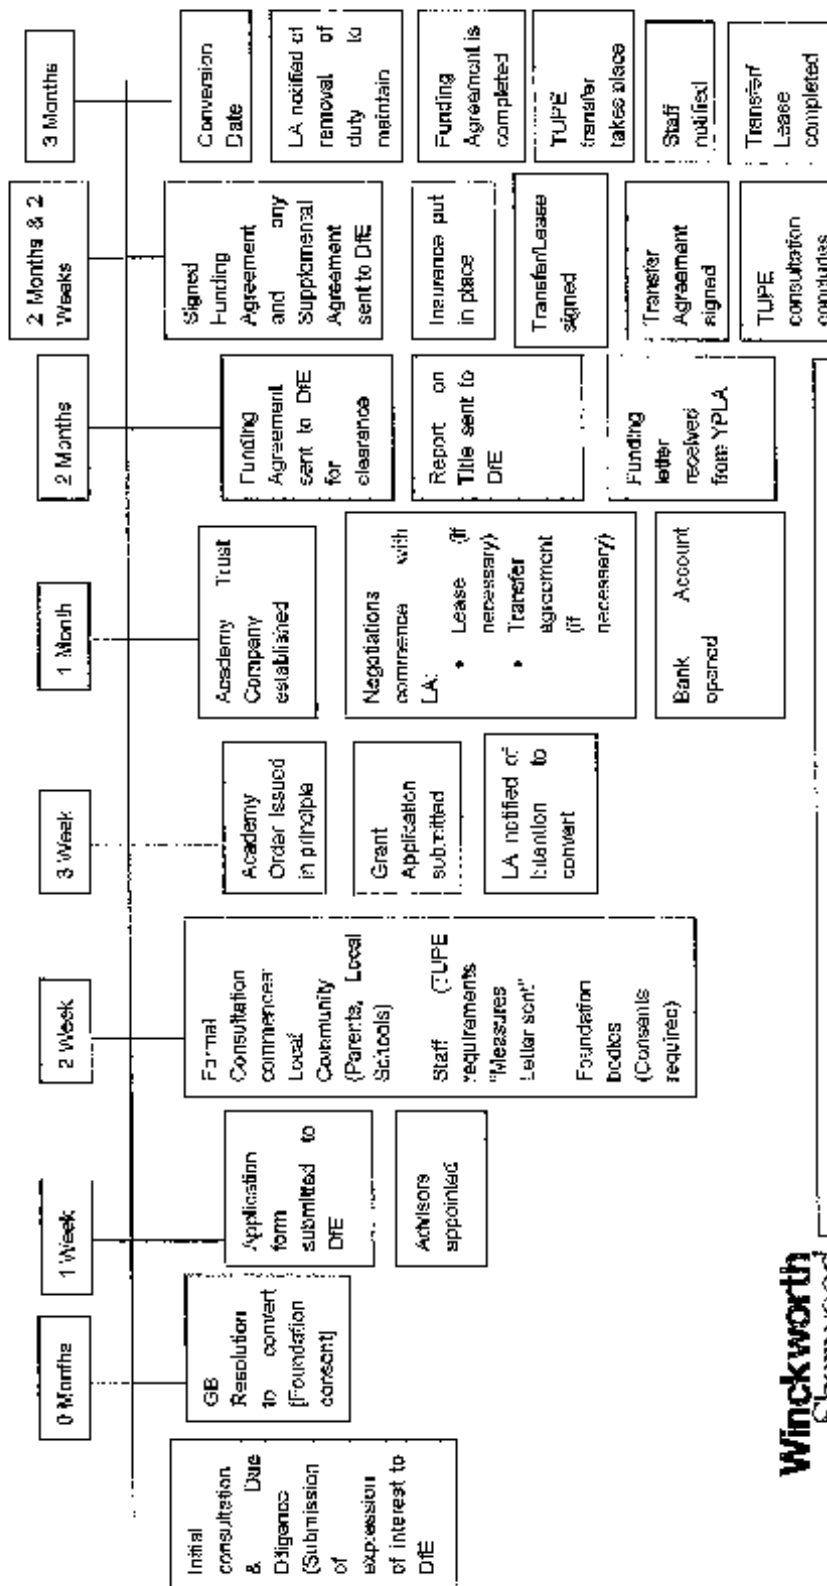 0 Months
1 Week
2 Week
3 Week
1 Month
2 Months
2 Months & 2
Weeks
3 Months
Initial
consultation
& Due
Diligence
(Submission
of
expression
of interest to
DfE
GB
Resolution
to convert
[Foundation
consent]
Application
form
submitted to
DfE
Advisors
appointed
Formal
Consultation
commences:
Local
Community
(Parents, Local
Schools)
Staff (TUPE
requirements
"Measures
Letter sent"
Foundation
bodies
(Consents
required)
Academy
Order Issued
in principle
Grant
Application
submitted
LA notified of
Intention to
convert
Academy Trust
Company
established
Negotiations
commence with
LA:
• Lease (if
necessary)
• Transfer
agreement
(if
necessary)
Bank Account
opened
Funding
Agreement
sent to DfE
for
clearance
Report on
Title sent to
DfE
Funding
letter
received
from YPLA
Signed
Funding
Agreement
and any
Supplemental
Agreement
sent to DfE
Insurance put
in place
Transfer/Lease
signed
Transfer
Agreement
signed
TUPE
consultation
concludes
Conversion
Date
LA notified of
removal of
duty to
maintain
Funding
Agreement is
completed
TUPE
transfer
takes place
Staff
notified
Transfer/
Lease
completed
Winckworth